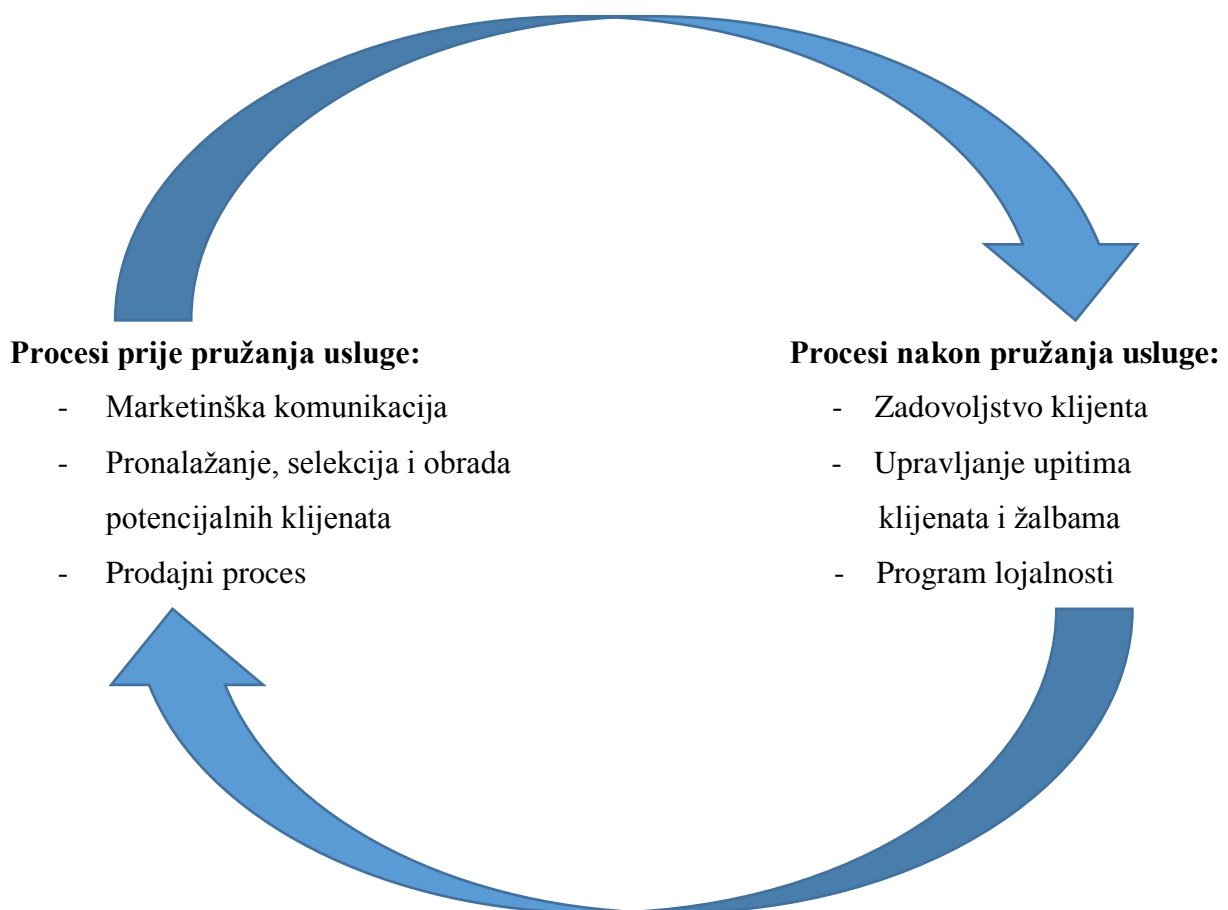 Procesi prije pružanja usluge:
- Marketinška komunikacija
- Pronalažanje, selekcija i obrada
potencijalnih klijenata
- Prodajni proces
Procesi nakon pružanja usluge:
- Zadovoljstvo klijenta
- Upravljanje upitima
klijenata i žalbama
- Program lojalnosti